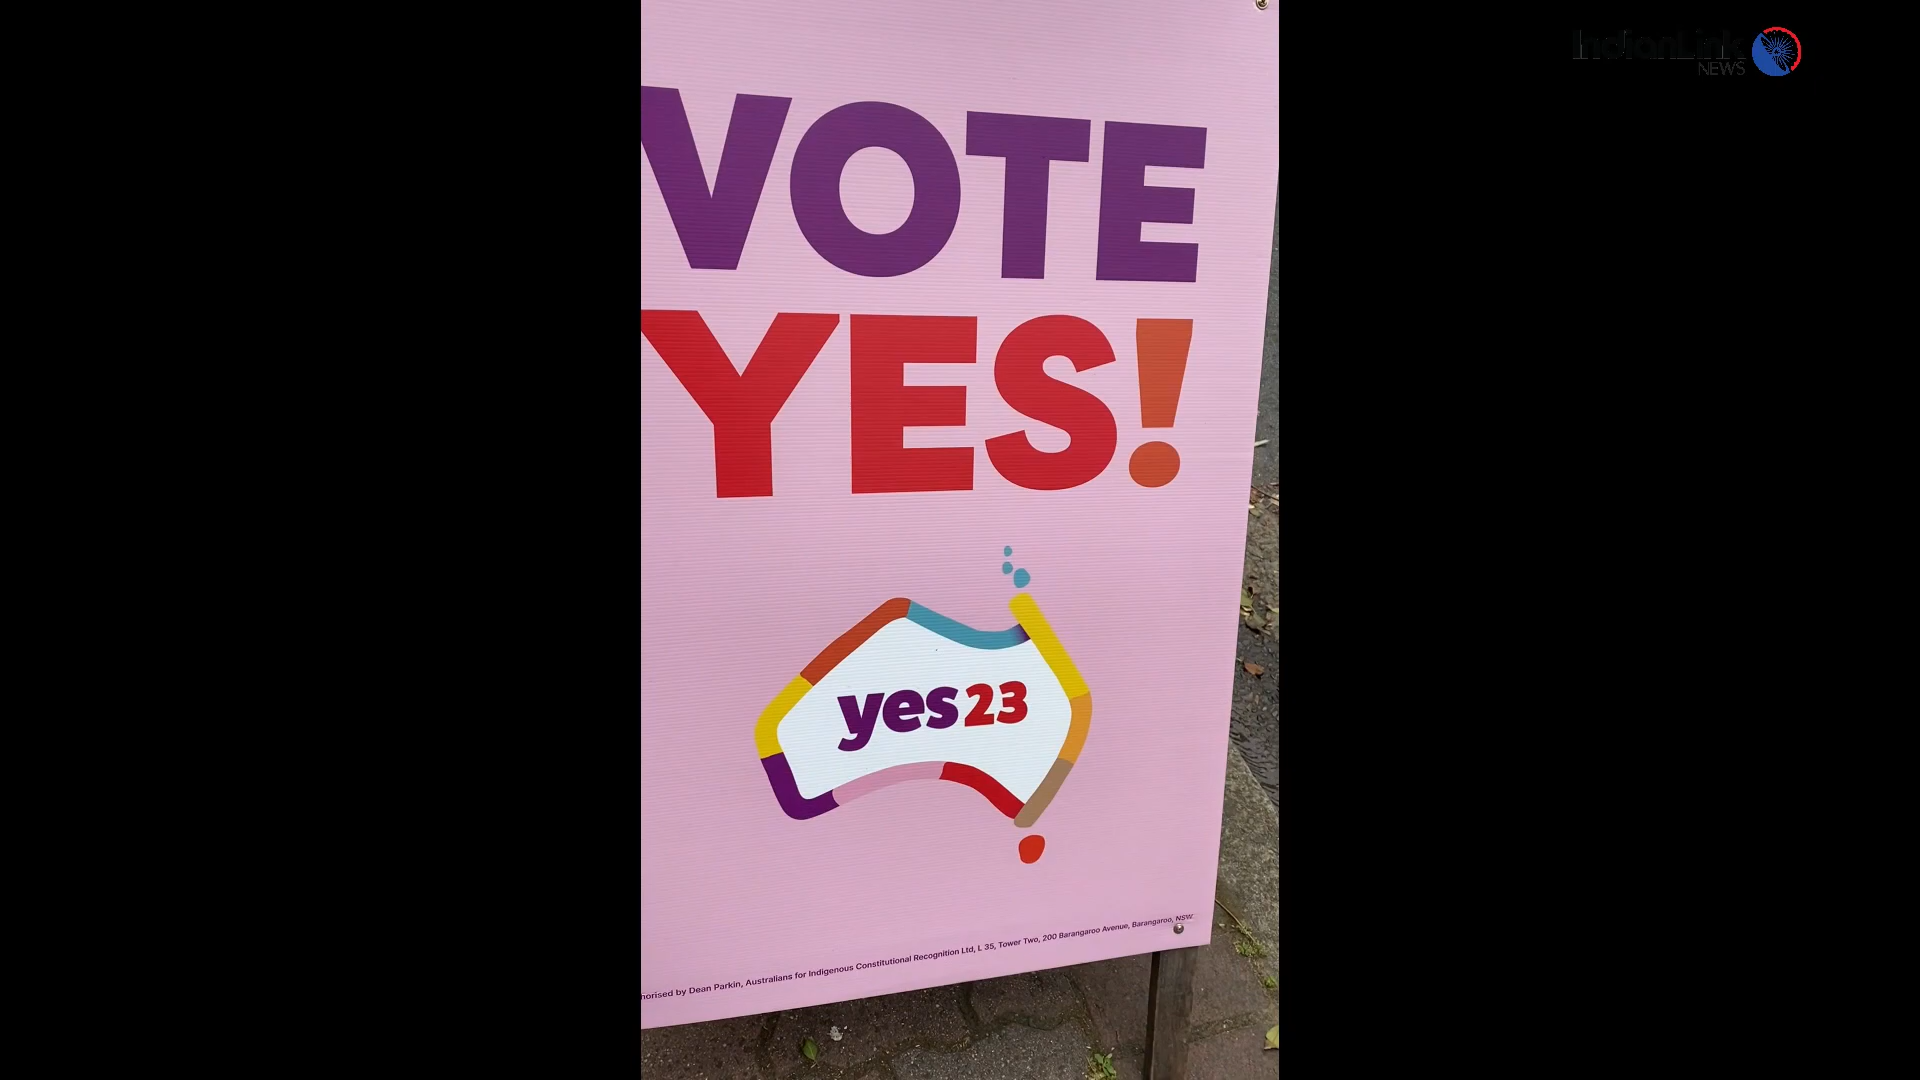 IndianLink
NEWS
VOTE
YES!
yes23
horised by Dean Parkin, Australians for Indigenous Constitutional Recognition Ltd, L 35, Tower Two, 200 Barangaroo Avenue, Barangaroo, NSW